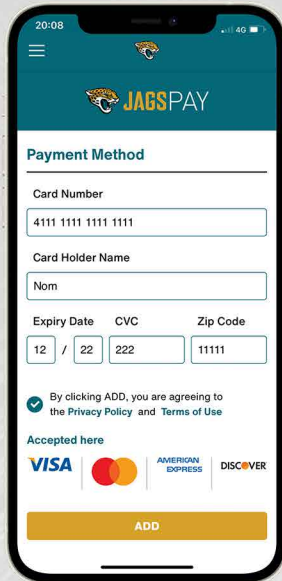 20:08
4G
JAGSPAY
Payment Method
Card Number
4111 1111 1111 1111
Card Holder Name
Nom
Expiry Date CVC Zip Code
12 / 22 222 11111
By clicking ADD, you are agreeing to
the Privacy Policy and Terms of Use
Accepted here
VISA AMERICAN EXPRESS DISCOVER
ADD